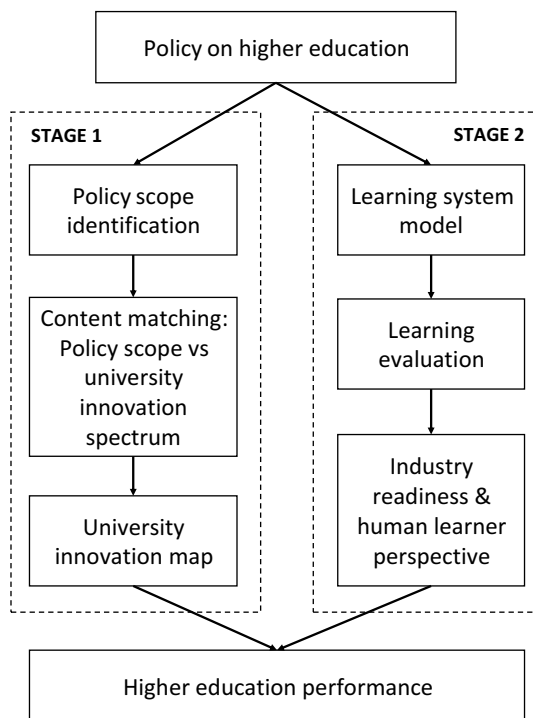 Policy on higher education
STAGE 1
Policy scope
identification
Content matching:
Policy scope vs
university
innovation
spectrum
University
innovation map
STAGE 2
Learning system
model
Learning
evaluation
Industry
readiness &
human learner
perspective
Higher education performance